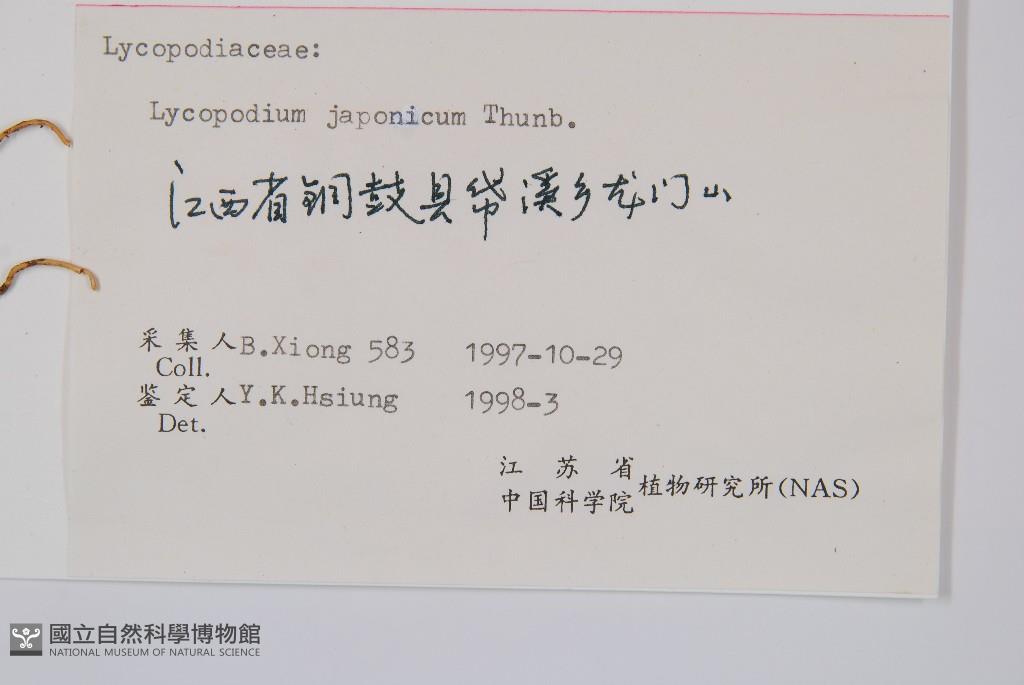 Lycopodiaceae:
Lycopodium japonicum Thunb.
江西省铜鼓县带溪乡龙门山
采集人 B.Xiong 583 1997-10-29
Coll.
鉴定人 Y.K.Hsiung 1998-3
Det.
江苏省
中国科学院 植物研究所(NAS)
國立自然科學博物館
NATIONAL MUSEUM OF NATURAL SCIENCE